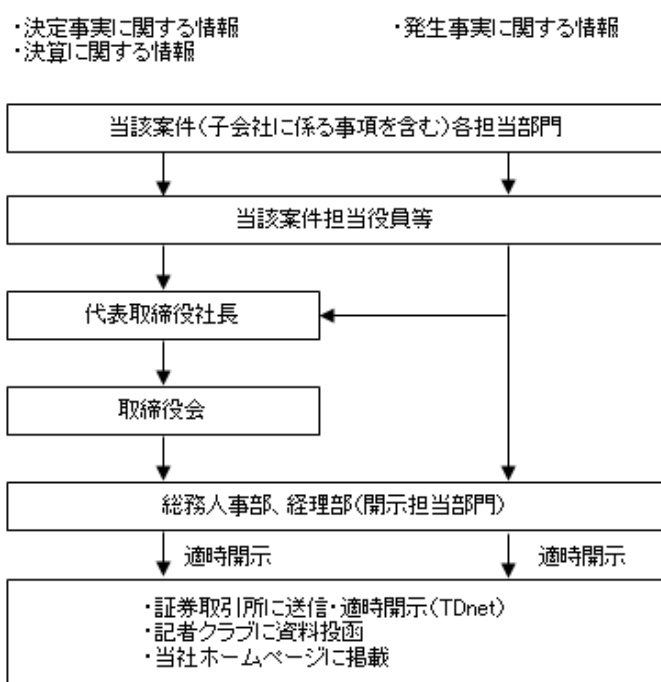 ・決定事実に関する情報
・決算に関する情報
・発生事実に関する情報
当該案件(子会社に係る事項を含む)各担当部門
当該案件担当役員等
代表取締役社長
取締役会
総務人事部、経理部(開示担当部門)
適時開示
適時開示
・証券取引所に送信・適時開示(TDnet)
・記者クラブに資料投函
・当社ホームページに掲載